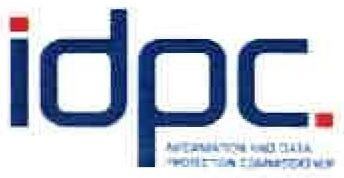 idpc.
INFORMATION AND DATA
PROTECTION COMMISSIONER